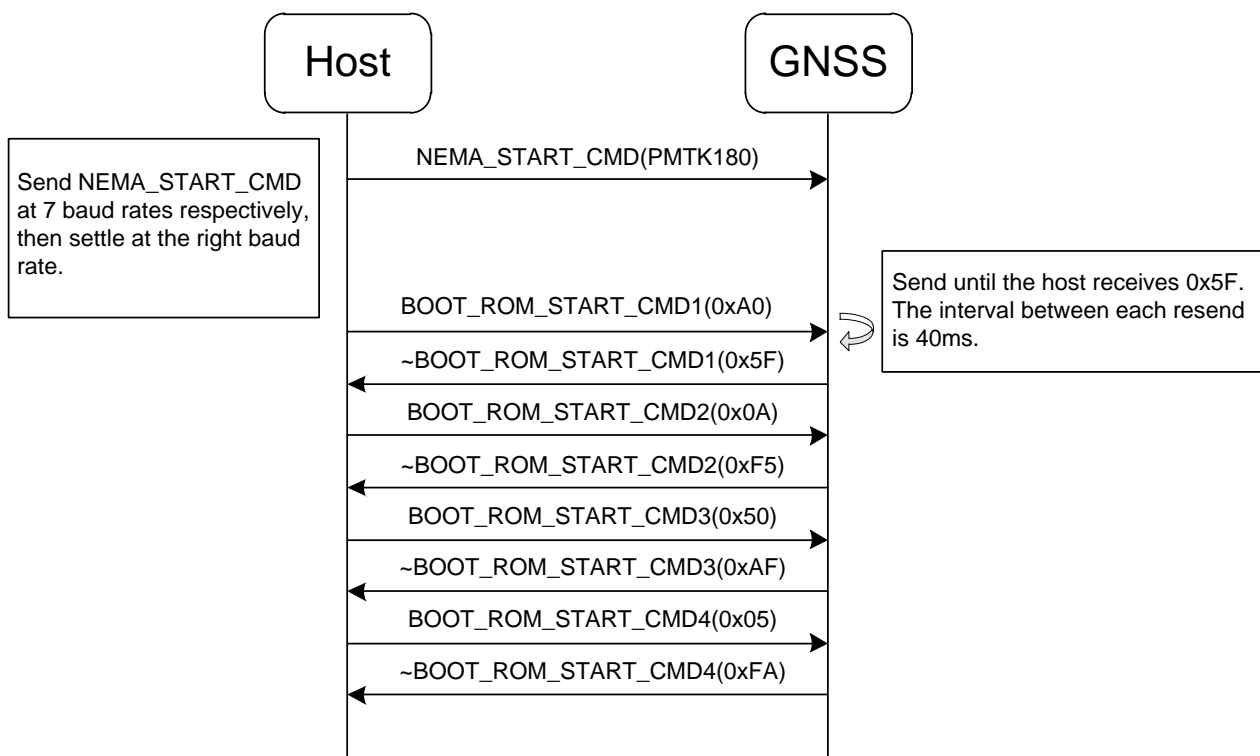 Host
GNSS
NEMA_START_CMD(PMTK180)
Send NEMA_START_CMD
at 7 baud rates respectively,
then settle at the right baud
rate.
Send until the host receives 0x5F.
The interval between each resend
is 40ms.
BOOT_ROM_START_CMD1(0xA0)
~BOOT_ROM_START_CMD1(0x5F)
BOOT_ROM_START_CMD2(0x0A)
~BOOT_ROM_START_CMD2(0xF5)
BOOT_ROM_START_CMD3(0x50)
~BOOT_ROM_START_CMD3(0xAF)
BOOT_ROM_START_CMD4(0x05)
~BOOT_ROM_START_CMD4(0xFA)